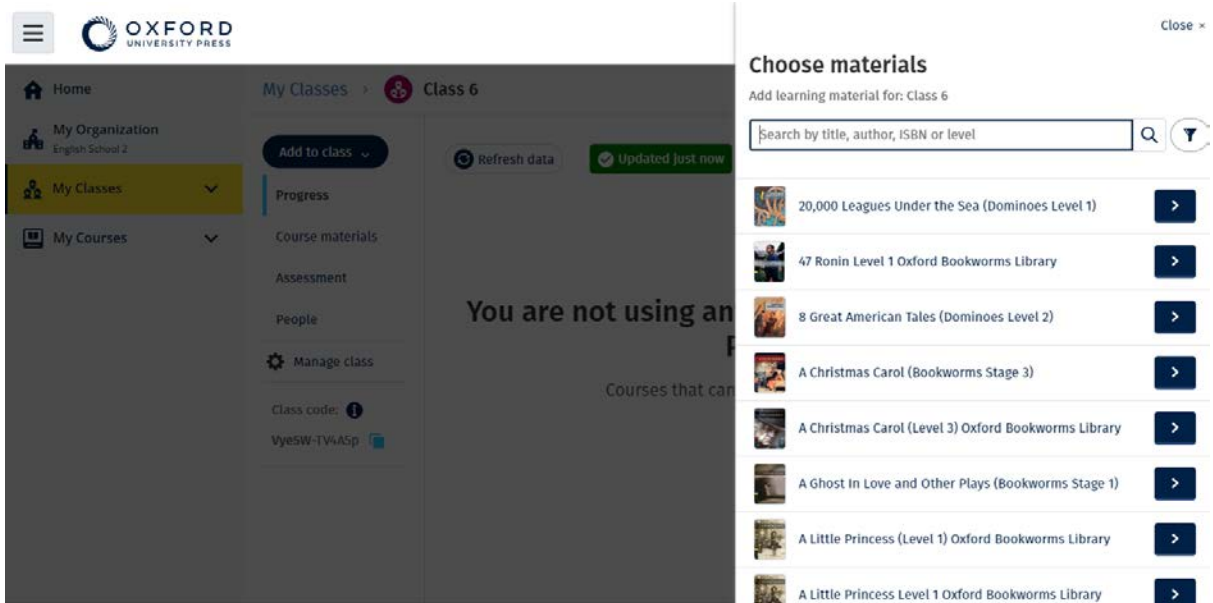 OXFORD
UNIVERSITY PRESS
Home
My Organization
English School 2
My Classes
My Courses
My Classes › Class 6
Add to class
Progress
Course materials
Assessment
People
Manage class
Class code:
Refresh data
Updated just now
You are not using an
Courses that can
Close ×
Choose materials
Add learning material for: Class 6
Search by title, author, ISBN or level
20,000 Leagues Under the Sea (Dominoes Level 1)
47 Ronin Level 1 Oxford Bookworms Library
8 Great American Tales (Dominoes Level 2)
A Christmas Carol (Bookworms Stage 3)
A Christmas Carol (Level 3) Oxford Bookworms Library
A Ghost In Love and Other Plays (Bookworms Stage 1)
A Little Princess (Level 1) Oxford Bookworms Library
A Little Princess Level 1 Oxford Bookworms Library